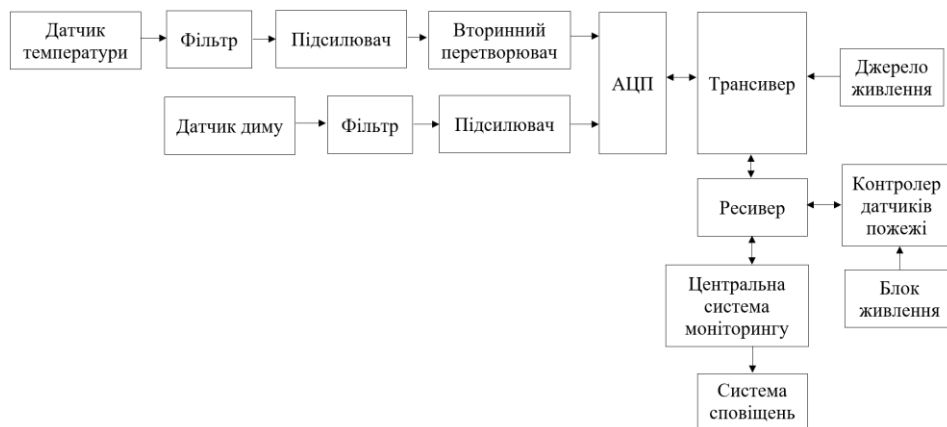 Датчик
температури
Фільтр
Підсилювач
Вторинний
перетворювач
АЦП
Трансивер
Джерело
живлення
Датчик диму
Фільтр
Підсилювач
Ресивер
Контролер
датчиків
пожежі
Центральна
система
моніторингу
Блок
живлення
Система
сповіщень